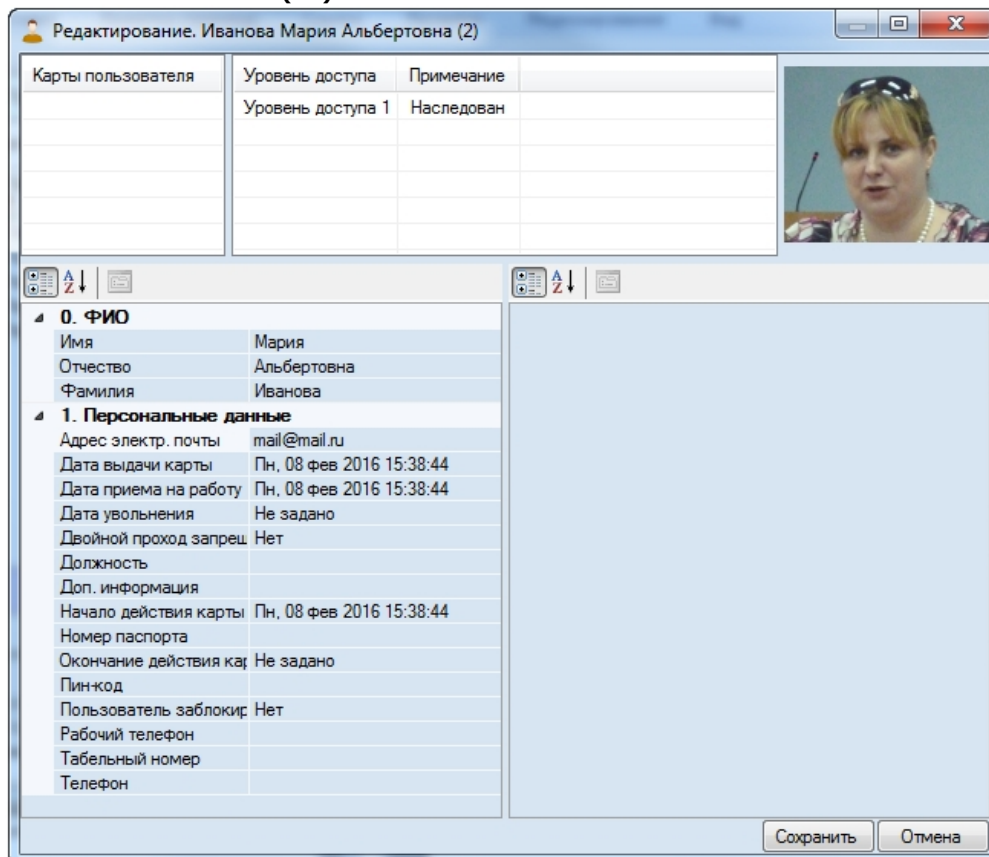 Редактирование. Иванова Мария Альбертовна (2)
Карты пользователя Уровень доступа Примечание
Уровень доступа 1 Наследован
0. ФИО
Имя Мария
Отчество Альбертовна
Фамилия Иванова
1. Персональные данные
Адрес электр. почты mail@mail.ru
Дата выдачи карты Пн, 08 фев 2016 15:38:44
Дата приема на работу Пн, 08 фев 2016 15:38:44
Дата увольнения Не задано
Двойной проход запрещ Нет
Должность
Доп. информация
Начало действия карты Пн, 08 фев 2016 15:38:44
Номер паспорта
Окончание действия кар Не задано
Пин-код
Пользователь заблокир Нет
Рабочий телефон
Табельный номер
Телефон
Сохранить Отмена